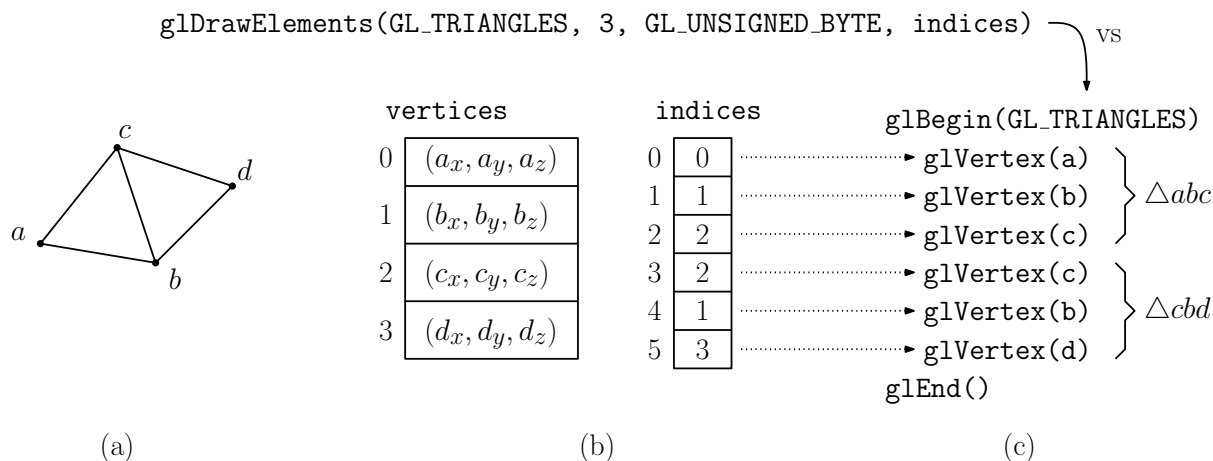 glDrawElements(GL_TRIANGLES, 3, GL_UNSIGNED_BYTE, indices)
vs
c
d
a
b
(a)
vertices
0 (a_x, a_y, a_z)
1 (b_x, b_y, b_z)
2 (c_x, c_y, c_z)
3 (d_x, d_y, d_z)
indices
0 0
1 1
2 2
3 2
4 1
5 3
(b)
glBegin(GL_TRIANGLES)
glVertex(a)
glVertex(b)
glVertex(c)
△abc
glVertex(c)
glVertex(b)
glVertex(d)
△cbd
glEnd()
(c)